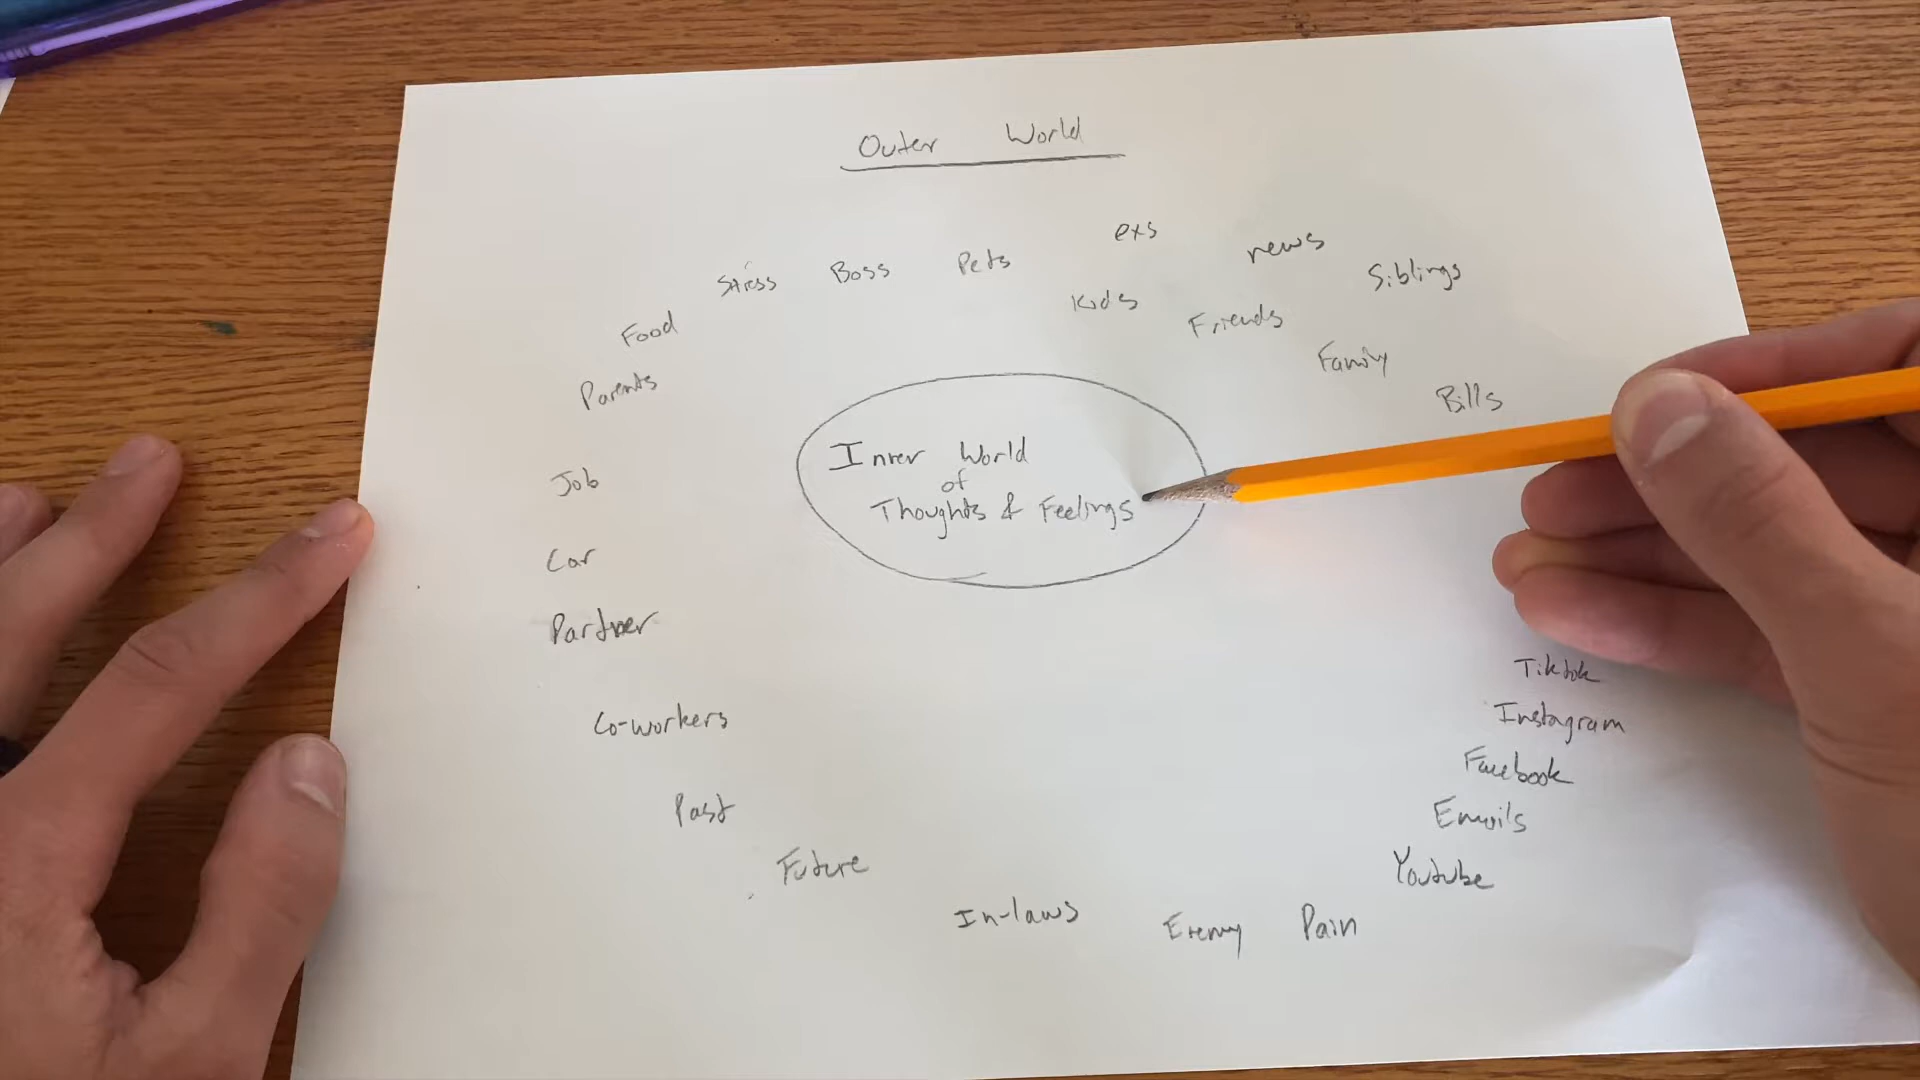 Outer World
exs
news
Stress
Boss
Pets
Siblings
Kids
Friends
Food
Family
Parents
Bills
Inner World
of
Thoughts & Feelings
Job
Car
Partner
Tiktok
Co-workers
Instagram
Facebook
Past
Emails
Future
Youtube
In-laws
Enemy
Pain